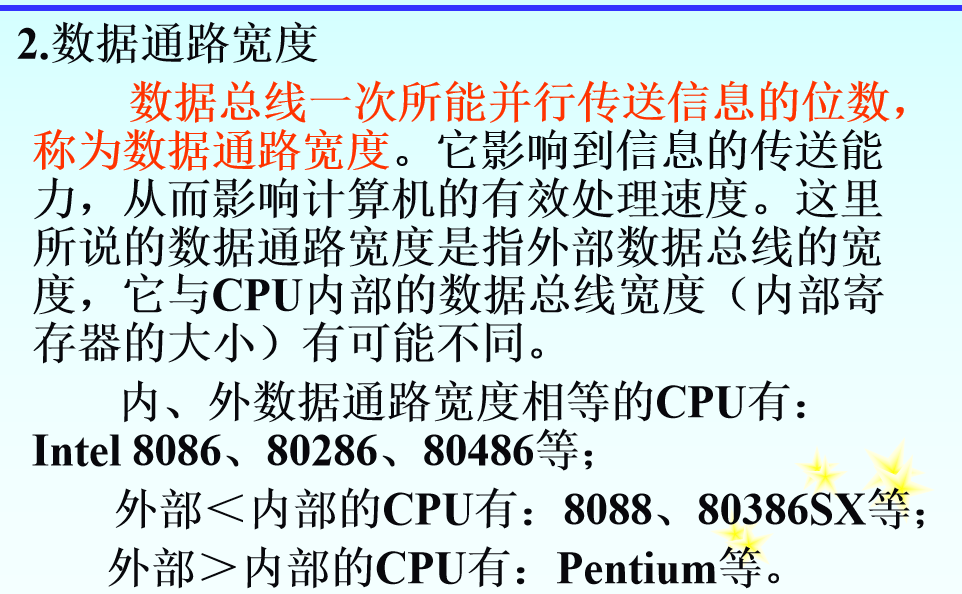 2.数据通路宽度
数据总线一次所能并行传送信息的位数，
称为数据通路宽度。它影响到信息的传送能
力，从而影响计算机的有效处理速度。这里
所说的数据通路宽度是指外部数据总线的宽
度，它与CPU内部的数据总线宽度（内部寄
存器的大小）有可能不同。
内、外数据通路宽度相等的CPU有：
Intel 8086、80286、80486等；
外部＜内部的CPU有：8088、80386SX等；
外部＞内部的CPU有：Pentium等。